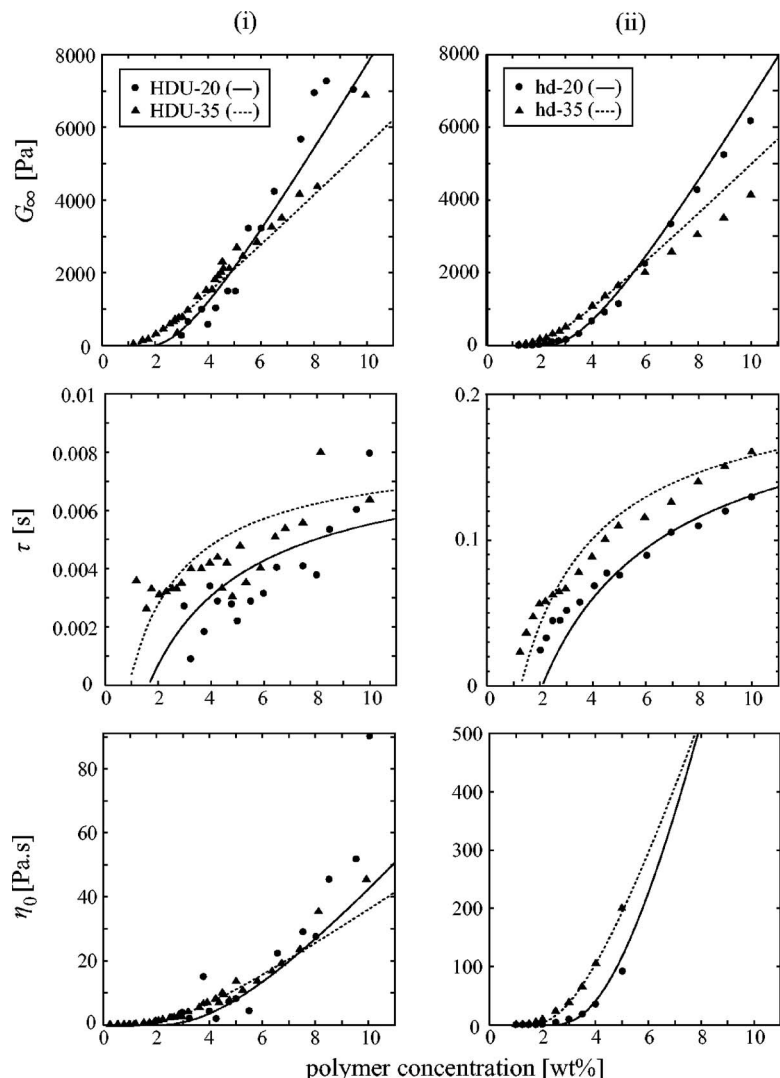 (i)
(ii)
8000
6000
4000
2000
0
G∞ [Pa]
HDU-20 (—)
HDU-35 (-----)
0 2 4 6 8 10
8000
6000
4000
2000
0
hd-20 (—)
hd-35 (-----)
0 2 4 6 8 10
0.01
0.008
0.006
0.004
0.002
0
τ [s]
0 2 4 6 8 10
0.2
0.1
0
0 2 4 6 8 10
80
60
40
20
0
η0 [Pa.s]
0 2 4 6 8 10
500
400
300
200
100
0
0 2 4 6 8 10
polymer concentration [wt%]